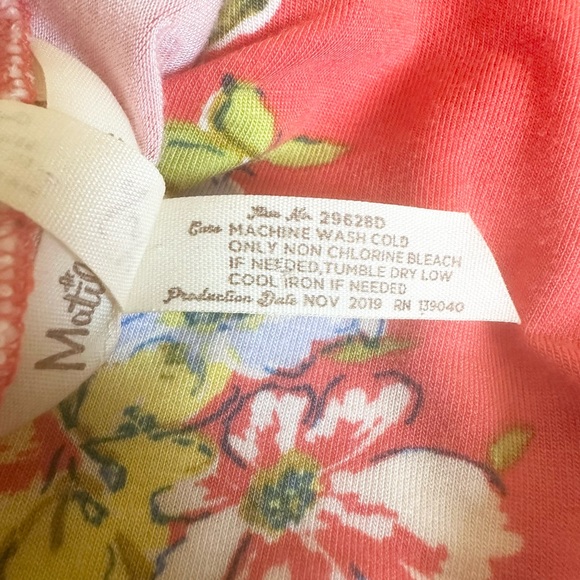 Item No. 29628D
Care MACHINE WASH COLD
ONLY NON CHLORINE BLEACH
IF NEEDED, TUMBLE DRY LOW
COOL IRON IF NEEDED
Production Date NOV 2019 RN 139040
Matil